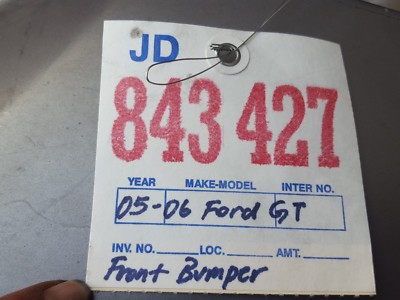 JD
843 427
YEAR MAKE-MODEL INTER NO.
05-06 Ford GT
INV. NO. LOC. AMT.
Front Bumper